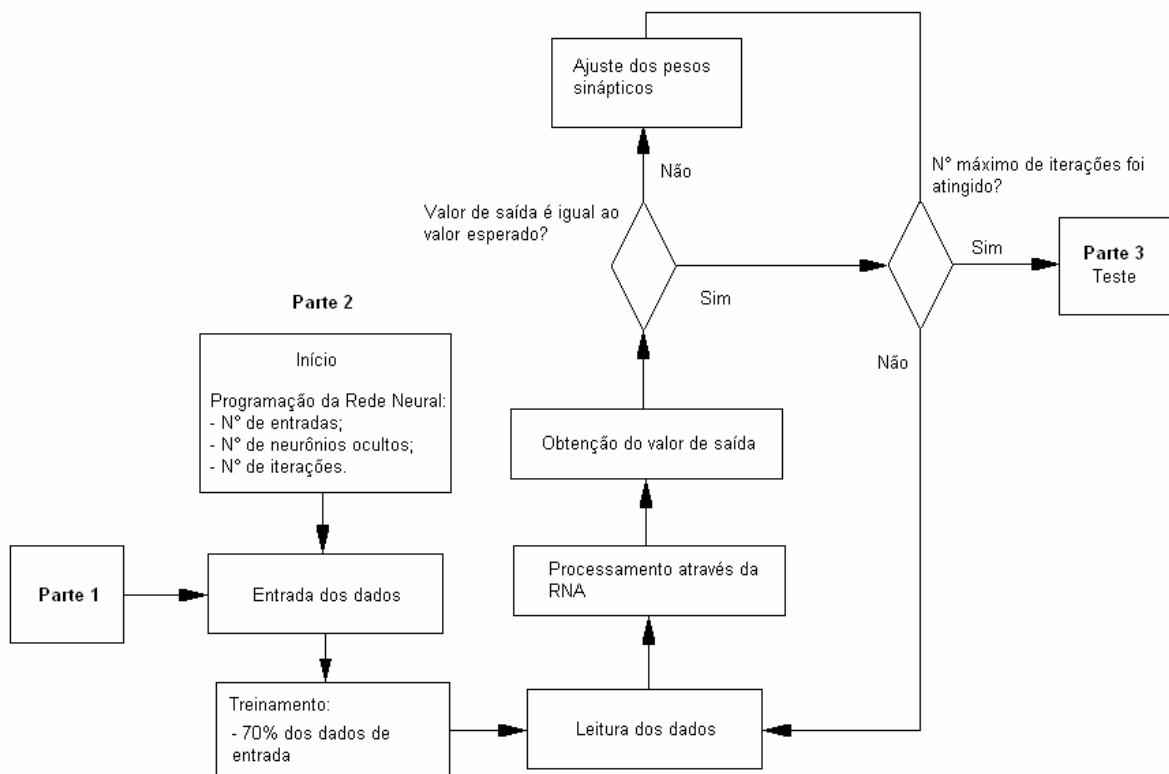 Ajuste dos pesos
sinápticos
Não
N° máximo de iterações foi
atingido?
Valor de saída é igual ao
valor esperado?
Sim
Sim
Parte 3
Teste
Parte 2
Não
Início
Programação da Rede Neural:
- N° de entradas;
- N° de neurônios ocultos;
- N° de iterações.
Obtenção do valor de saída
Parte 1
Entrada dos dados
Processamento através da
RNA
Treinamento:
- 70% dos dados de
entrada
Leitura dos dados